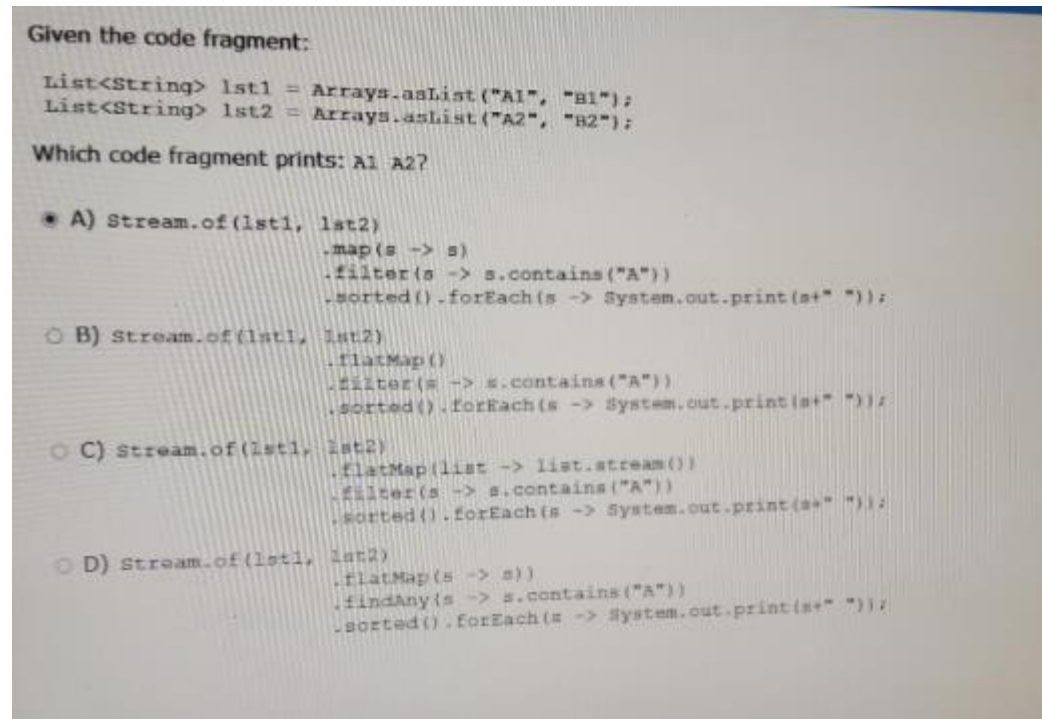 Given the code fragment:
List<String> lst1 = Arrays.asList("A1", "B1");
List<String> lst2 = Arrays.asList("A2", "B2");
Which code fragment prints: A1 A2?
A) Stream.of(lst1, lst2)
.map(s -> s)
.filter(s -> s.contains("A"))
.sorted().forEach(s -> System.out.print(s+" "));
B) Stream.of(lst1, lst2)
.flatMap()
.filter(s -> s.contains("A"))
.sorted().forEach(s -> System.out.print(s+" "));
C) Stream.of(lst1, lst2)
.flatMap(list -> list.stream())
.filter(s -> s.contains("A"))
.sorted().forEach(s -> System.out.print(s+" "));
D) Stream.of(lst1, lst2)
.flatMap(s -> s))
.findAny(s -> s.contains("A"))
.sorted().forEach(s -> System.out.print(s+" "));